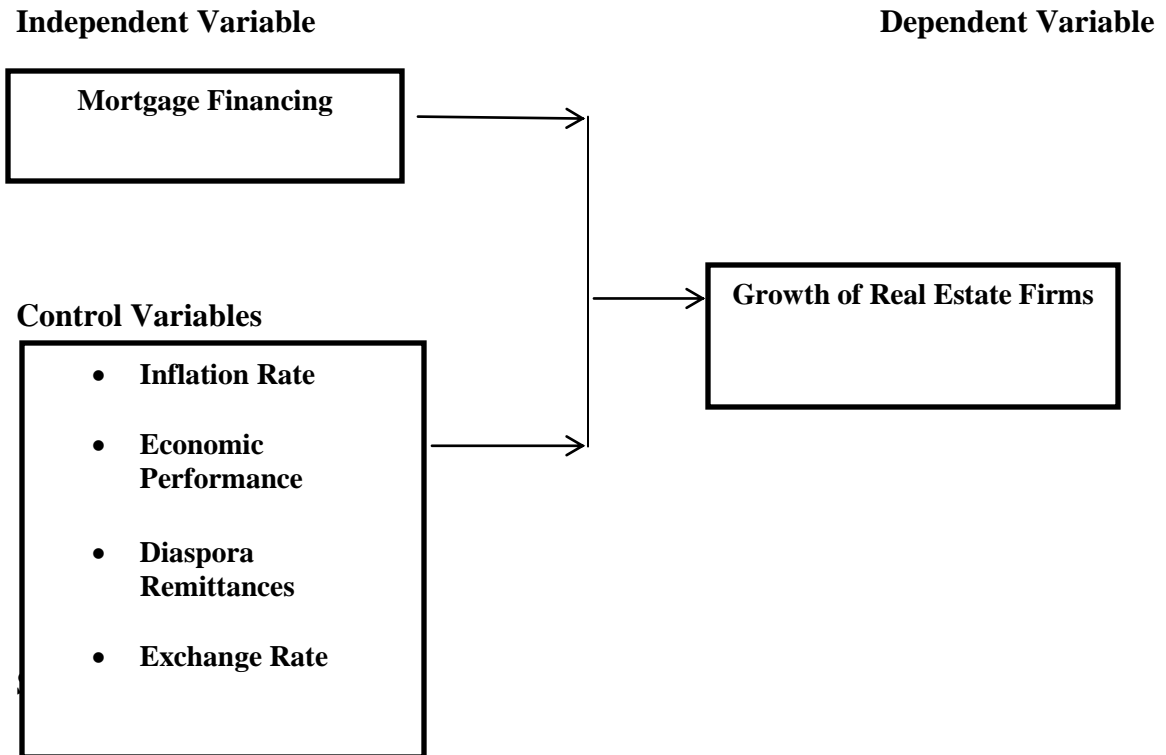 Independent Variable
Dependent Variable
Mortgage Financing
Growth of Real Estate Firms
Control Variables
• Inflation Rate
• Economic
Performance
• Diaspora
Remittances
• Exchange Rate